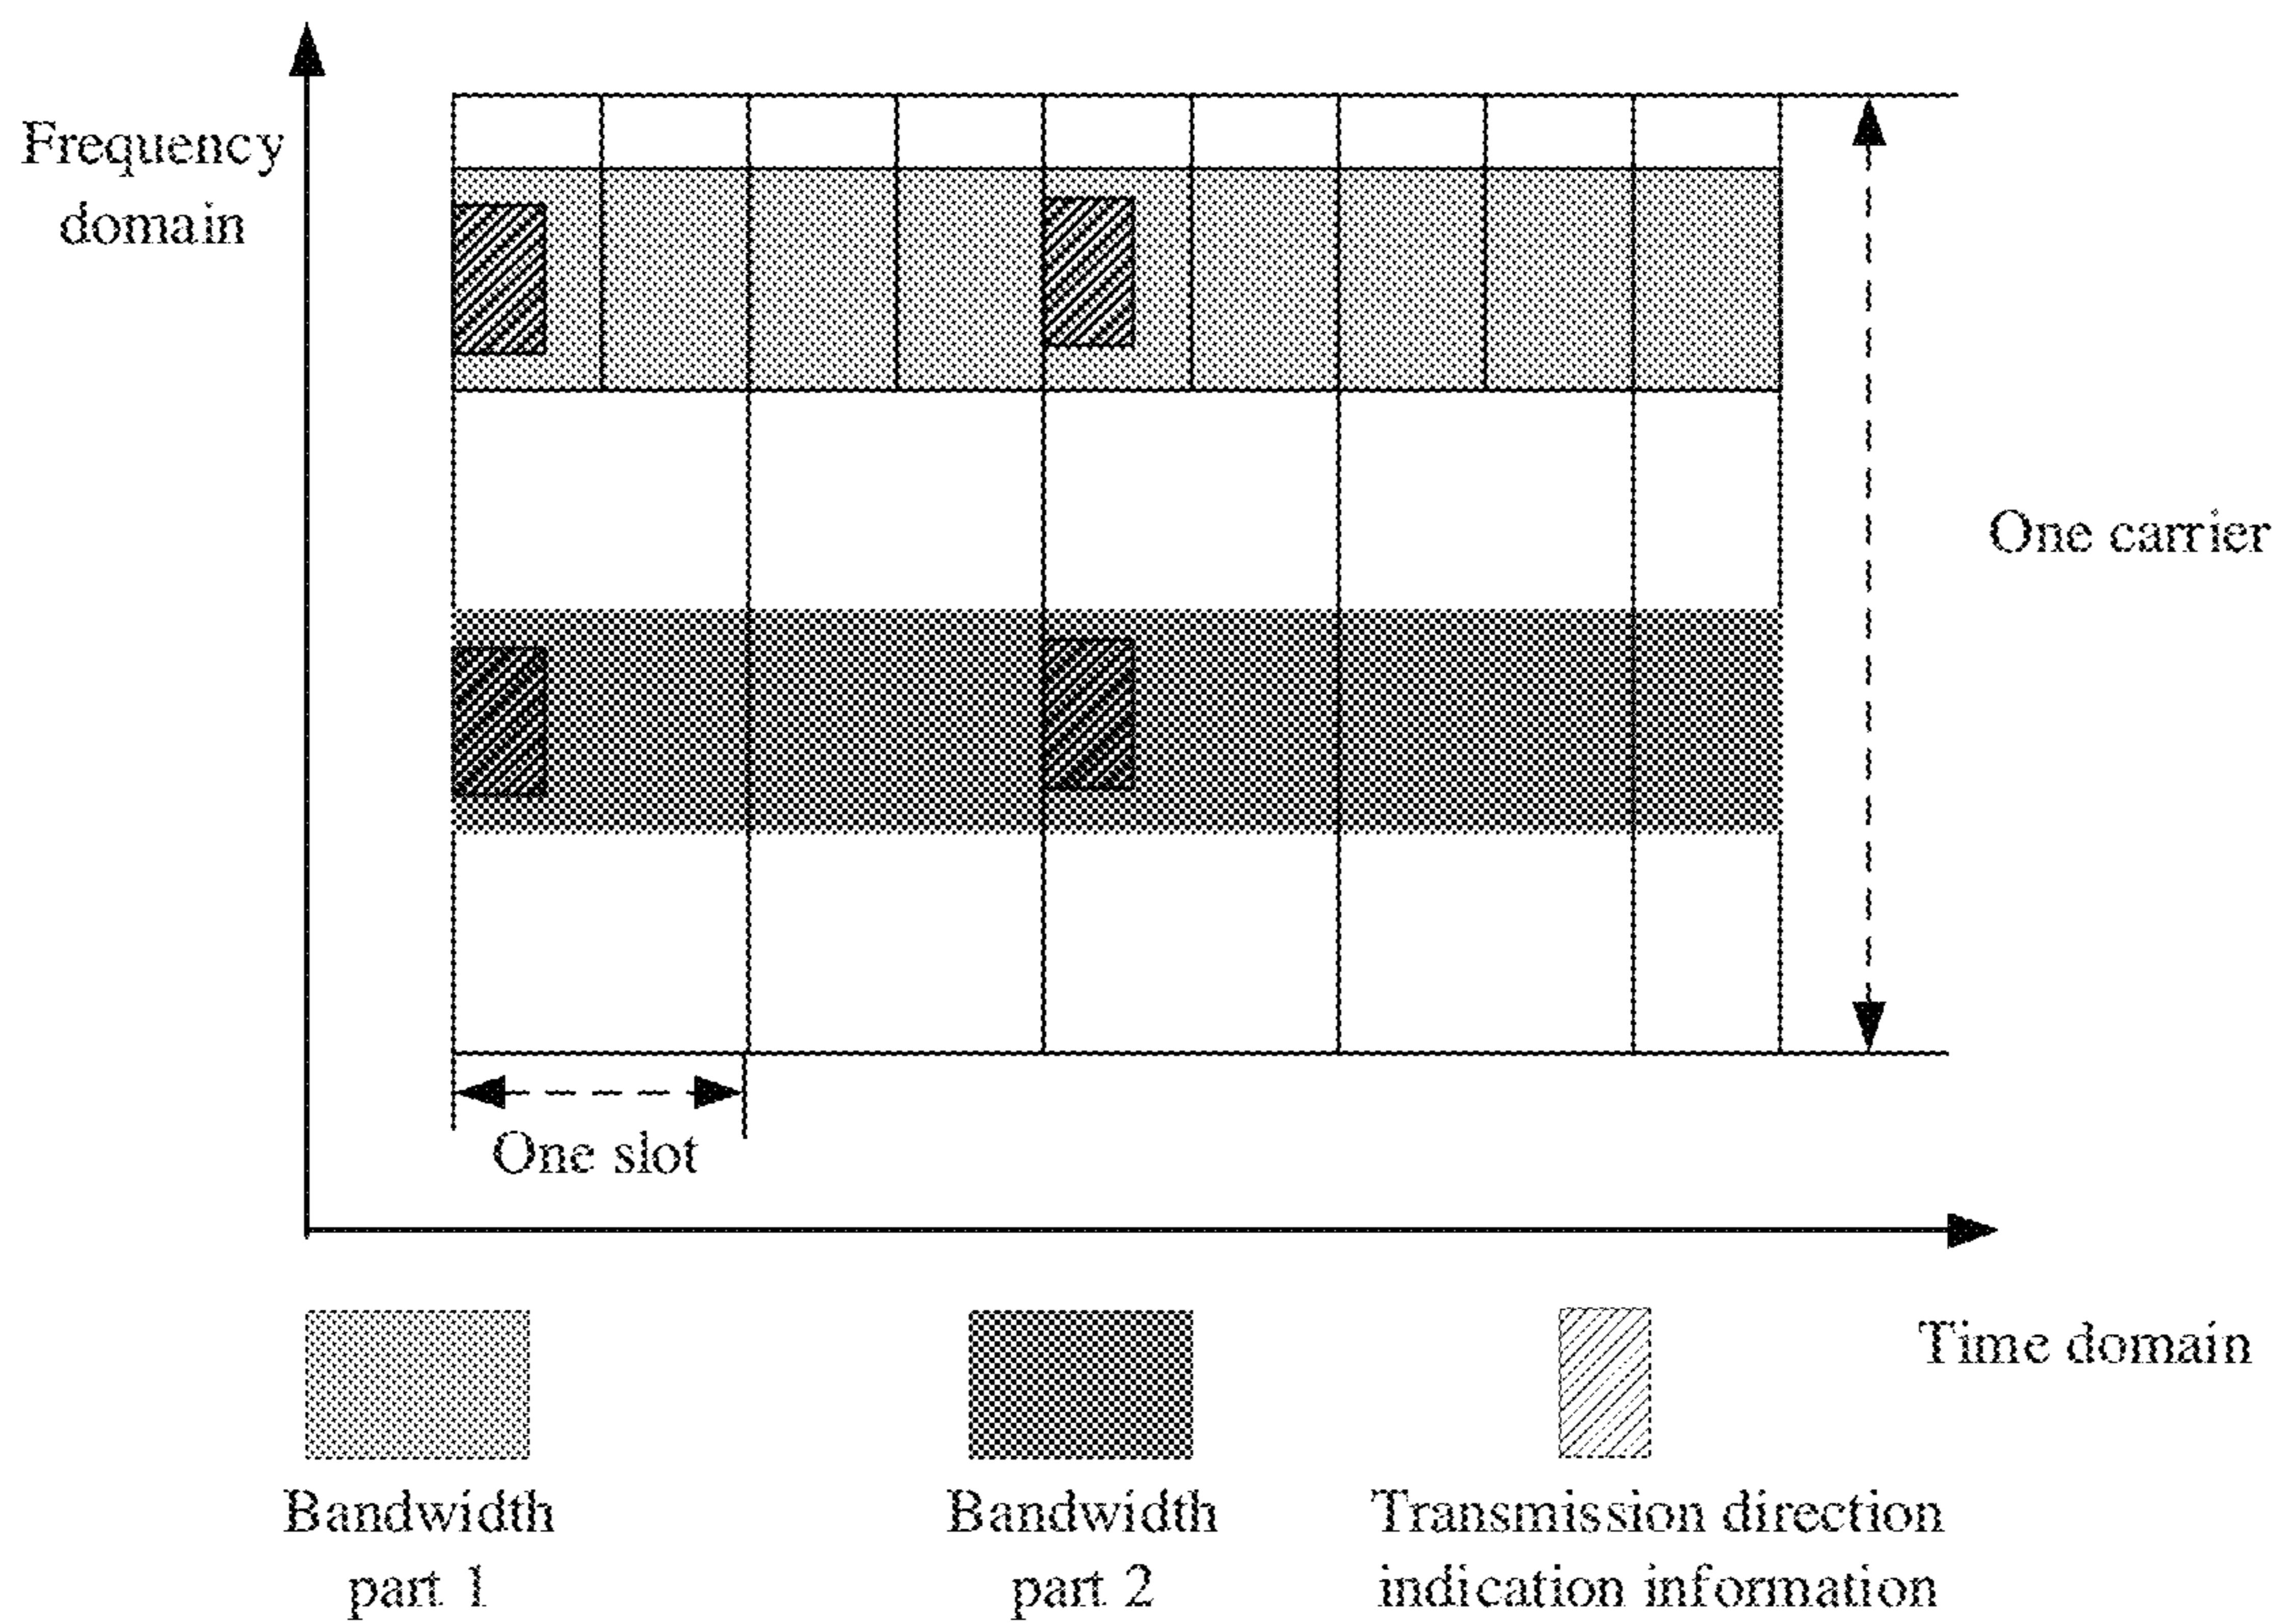 Frequency
domain
One carrier
One slot
Time domain
Bandwidth
part 1
Bandwidth
part 2
Transmission direction
indication information